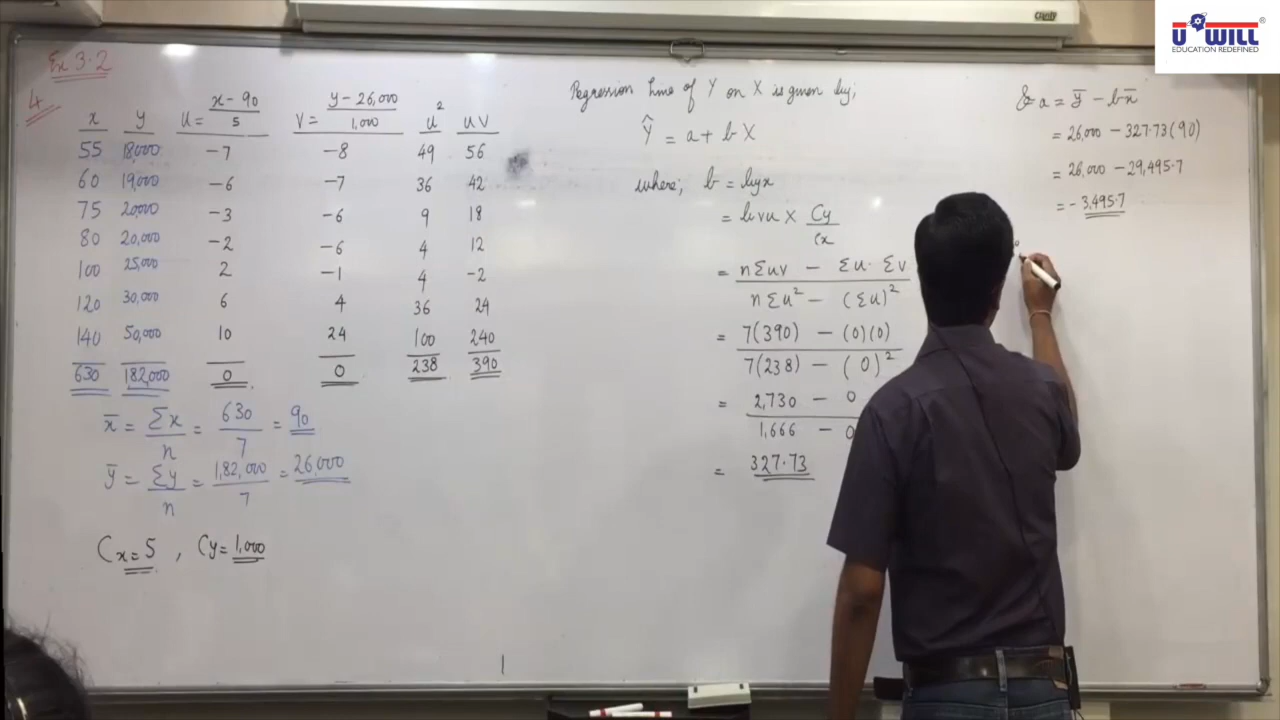 Clarity
U WILL®
EDUCATION REDEFINED
Ex 3.2
4
x y u = x - 90 / 5 v = y - 26,000 / 1,000 u² uv
55 18,000 -7 -8 49 56
60 19,000 -6 -7 36 42
75 20,000 -3 -6 9 18
80 20,000 -2 -6 4 12
100 25,000 2 -1 4 -2
120 30,000 6 4 36 24
140 50,000 10 24 100 240
630 182,000 0 0 238 390
x̄ = Σx / n = 630 / 7 = 90
ȳ = Σy / n = 1,82,000 / 7 = 26,000
Cx = 5 , Cy = 1,000
Regression line of Y on X is given by;
Ŷ = a + bX
where; b = byx
= bvu × Cy / Cx
= nΣuv - Σu · Σv / nΣu² - (Σu)²
= 7(390) - (0)(0) / 7(238) - (0)²
= 2,730 - 0 / 1,666 - 0
= 327.73
& a = ȳ - bx̄
= 26,000 - 327.73(90)
= 26,000 - 29,495.7
= - 3,495.7